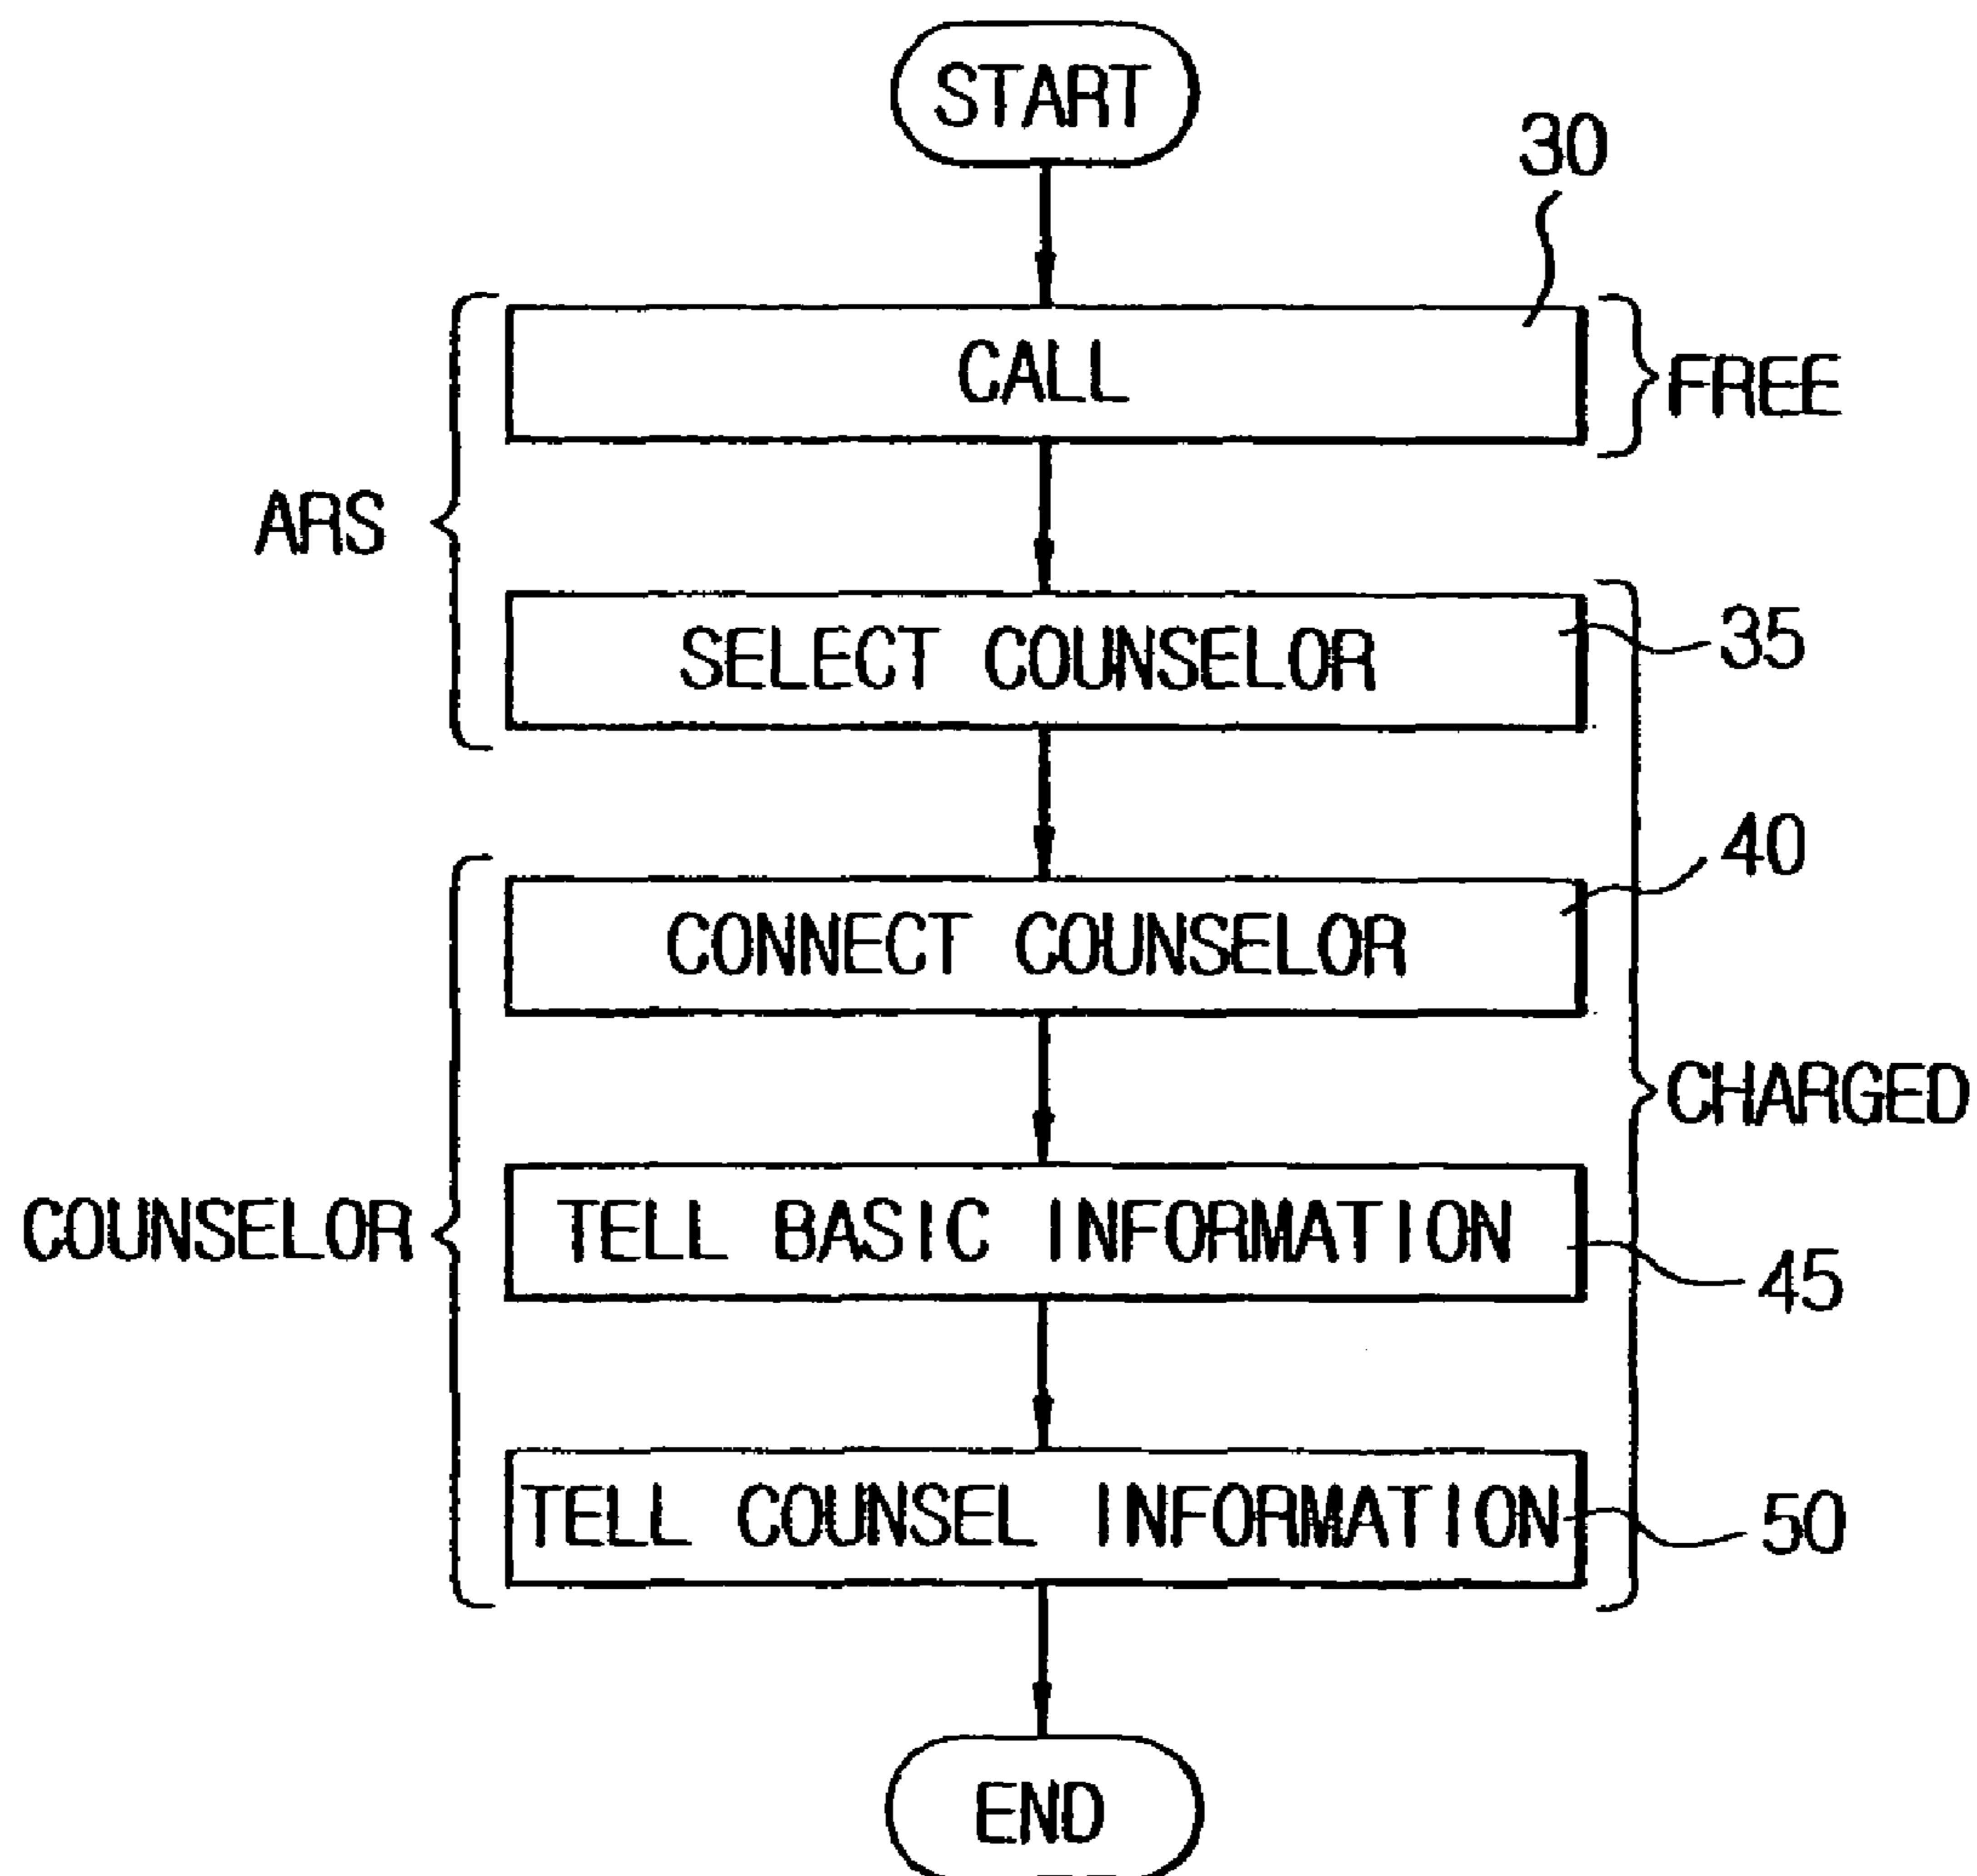 START
30
CALL
FREE
ARS
SELECT COUNSELOR
35
40
CONNECT COUNSELOR
CHARGED
COUNSELOR
TELL BASIC INFORMATION
45
TELL COUNSEL INFORMATION
50
END